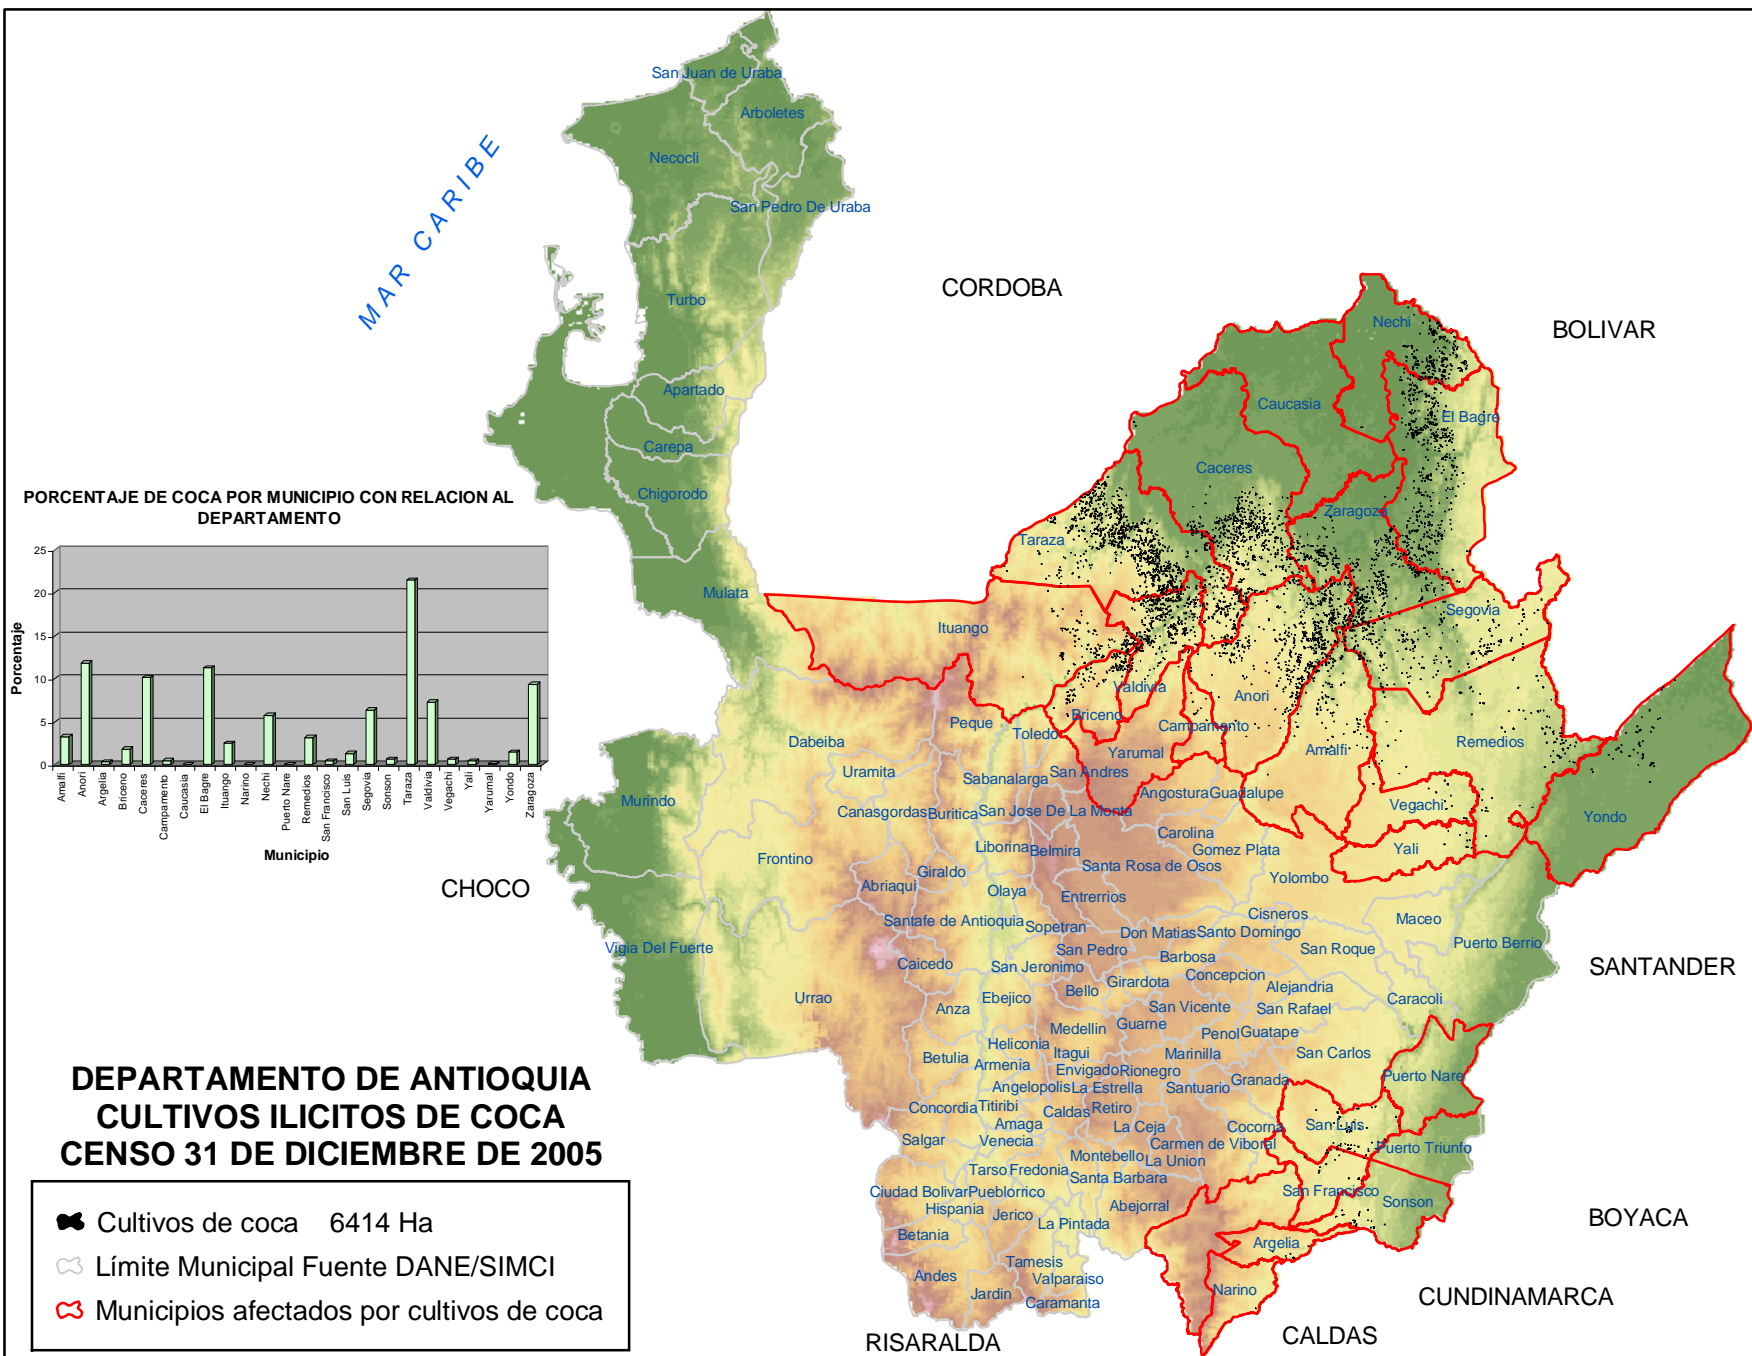 San Juan de Uraba
Arboletes
Necocli
San Pedro De Uraba
MAR CARIBE
CORDOBA
Turbo
Nechi
BOLIVAR
Apartado
Caucasia
El Bagre
Carepa
Caceres
Chigorodo
PORCENTAJE DE COCA POR MUNICIPIO CON RELACION AL
DEPARTAMENTO
Zaragoza
Taraza
25
20
15
10
5
0
Porcentaje
Amalfi
Anori
Argelia
Briceno
Caceres
Campamento
Caucasia
El Bagre
Ituango
Narino
Nechi
Puerto Nare
Remedios
San Francisco
San Luis
Segovia
Sonson
Taraza
Valdivia
Vegachi
Yali
Yarumal
Yondo
Zaragoza
Municipio
Mulata
Segovia
Ituango
Yaldivia
Anori
Briceno
Peque
Toledo
Campamento
Dabeiba
Yarumal
Amalfi
Remedios
Uramita
Sabanalarga
San Andres
Murindo
Angostura
Guadalupe
Vegachi
Canasgordas
Buritica
San Jose De La Monta
Yondo
Carolina
Liborina
Belmira
Gomez Plata
Yali
Frontino
Santa Rosa de Osos
Giraldo
Yolombo
Abriaqui
Olaya
CHOCO
Entrerrios
Cisneros
Santafe de Antioquia
Sopetran
Maceo
Don Matias
Santo Domingo
Vigia Del Fuerte
San Pedro
San Roque
Puerto Berrio
Barbosa
Caicedo
San Jeronimo
SANTANDER
Concepcion
Girardota
Bello
Alejandria
Urrao
Ebejico
Caracoli
Anza
San Vicente
San Rafael
Medellin
Guarne
Penol
Guatape
Heliconia
Itagui
Marinilla
San Carlos
Betulia
Armenia
Envigado
Rionegro
Puerto Nare
Granada
Angelopolis
La Estrella
Santuario
DEPARTAMENTO DE ANTIOQUIA
CULTIVOS ILICITOS DE COCA
CENSO 31 DE DICIEMBRE DE 2005
Concordia
Titiribi
Caldas
Retiro
Amaga
La Ceja
Cocorna
San Luis
Salgar
Venecia
Carmen de Viboral
Puerto Triunfo
Montebello
La Union
Tarso
Fredonia
Santa Barbara
Ciudad Bolivar
Pueblorrico
San Francisco
Hispania
Abejorral
Sonson
Jerico
La Pintada
BOYACA
Betania
Argelia
Tamesis
Andes
Valparaiso
Narino
Jardin
Caramanta
CUNDINAMARCA
CALDAS
RISARALDA
Cultivos de coca 6414 Ha
Límite Municipal Fuente DANE/SIMCI
Municipios afectados por cultivos de coca